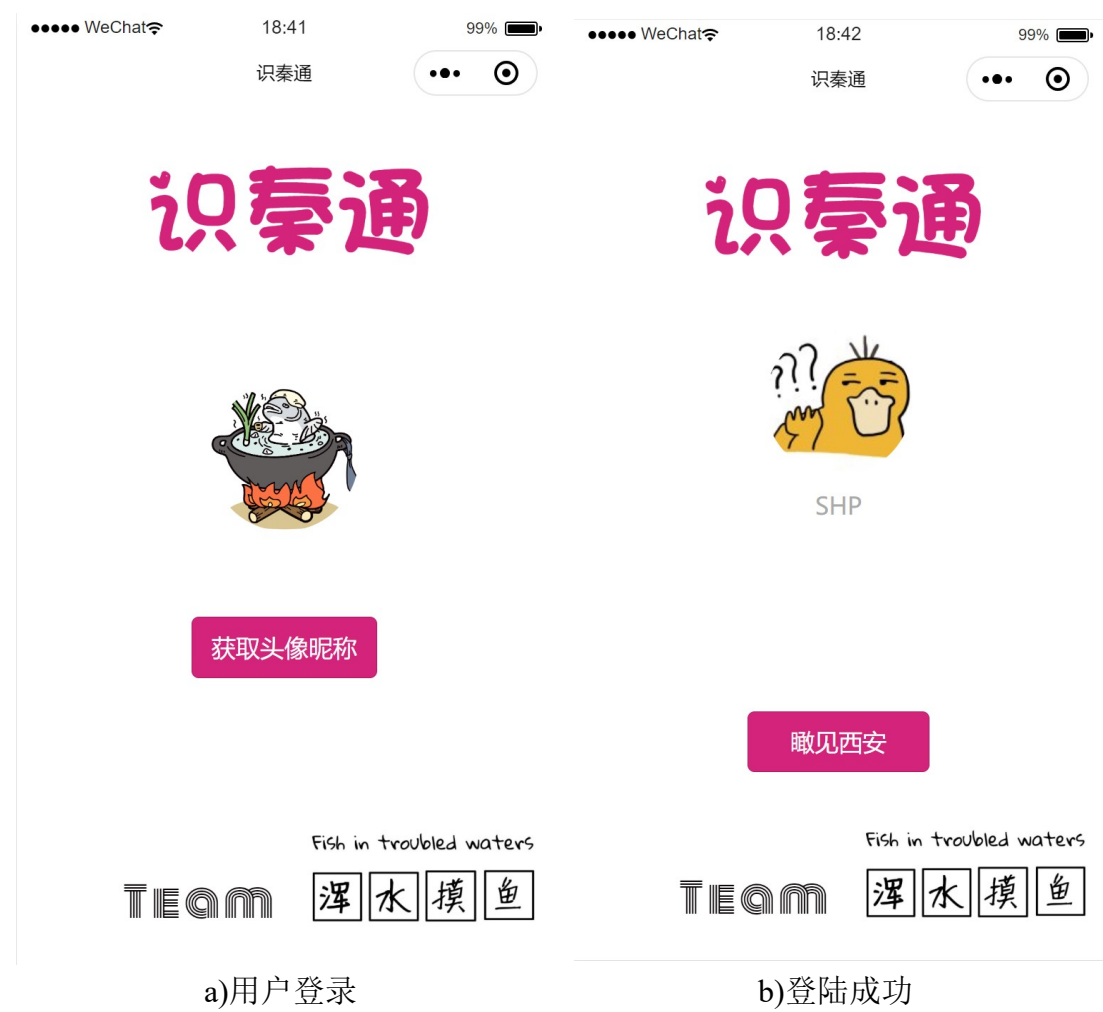 WeChat 18:41 99%
识秦通
识秦通
获取头像昵称
Fish in troubled waters
TEam 浑水摸鱼
a)用户登录
WeChat 18:42 99%
识秦通
识秦通
???
SHP
瞰见西安
Fish in troubled waters
TEam 浑水摸鱼
b)登陆成功